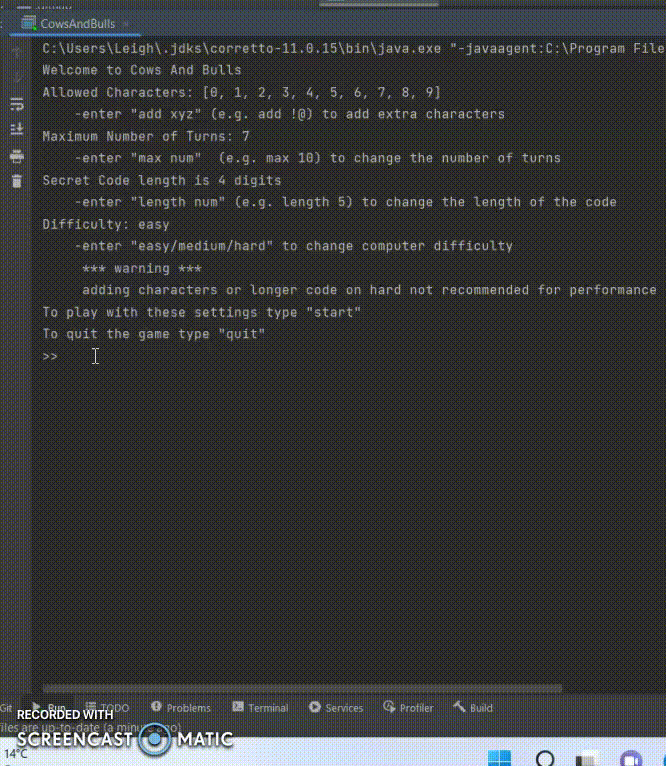 CowsAndBulls
C:\Users\Leigh\.jdks\corretto-11.0.15\bin\java.exe "-javaagent:C:\Program File
Welcome to Cows And Bulls
Allowed Characters: [0, 1, 2, 3, 4, 5, 6, 7, 8, 9]
-enter "add xyz" (e.g. add !@) to add extra characters
Maximum Number of Turns: 7
-enter "max num"  (e.g. max 10) to change the number of turns
Secret Code length is 4 digits
-enter "length num" (e.g. length 5) to change the length of the code
Difficulty: easy
-enter "easy/medium/hard" to change computer difficulty
*** warning ***
adding characters or longer code on hard not recommended for performance
To play with these settings type "start"
To quit the game type "quit"
>>
Git Run TODO Problems Terminal Services Profiler Build
RECORDED WITH
files are up-to-date (a minute ago)
SCREENCAST MATIC
14°C